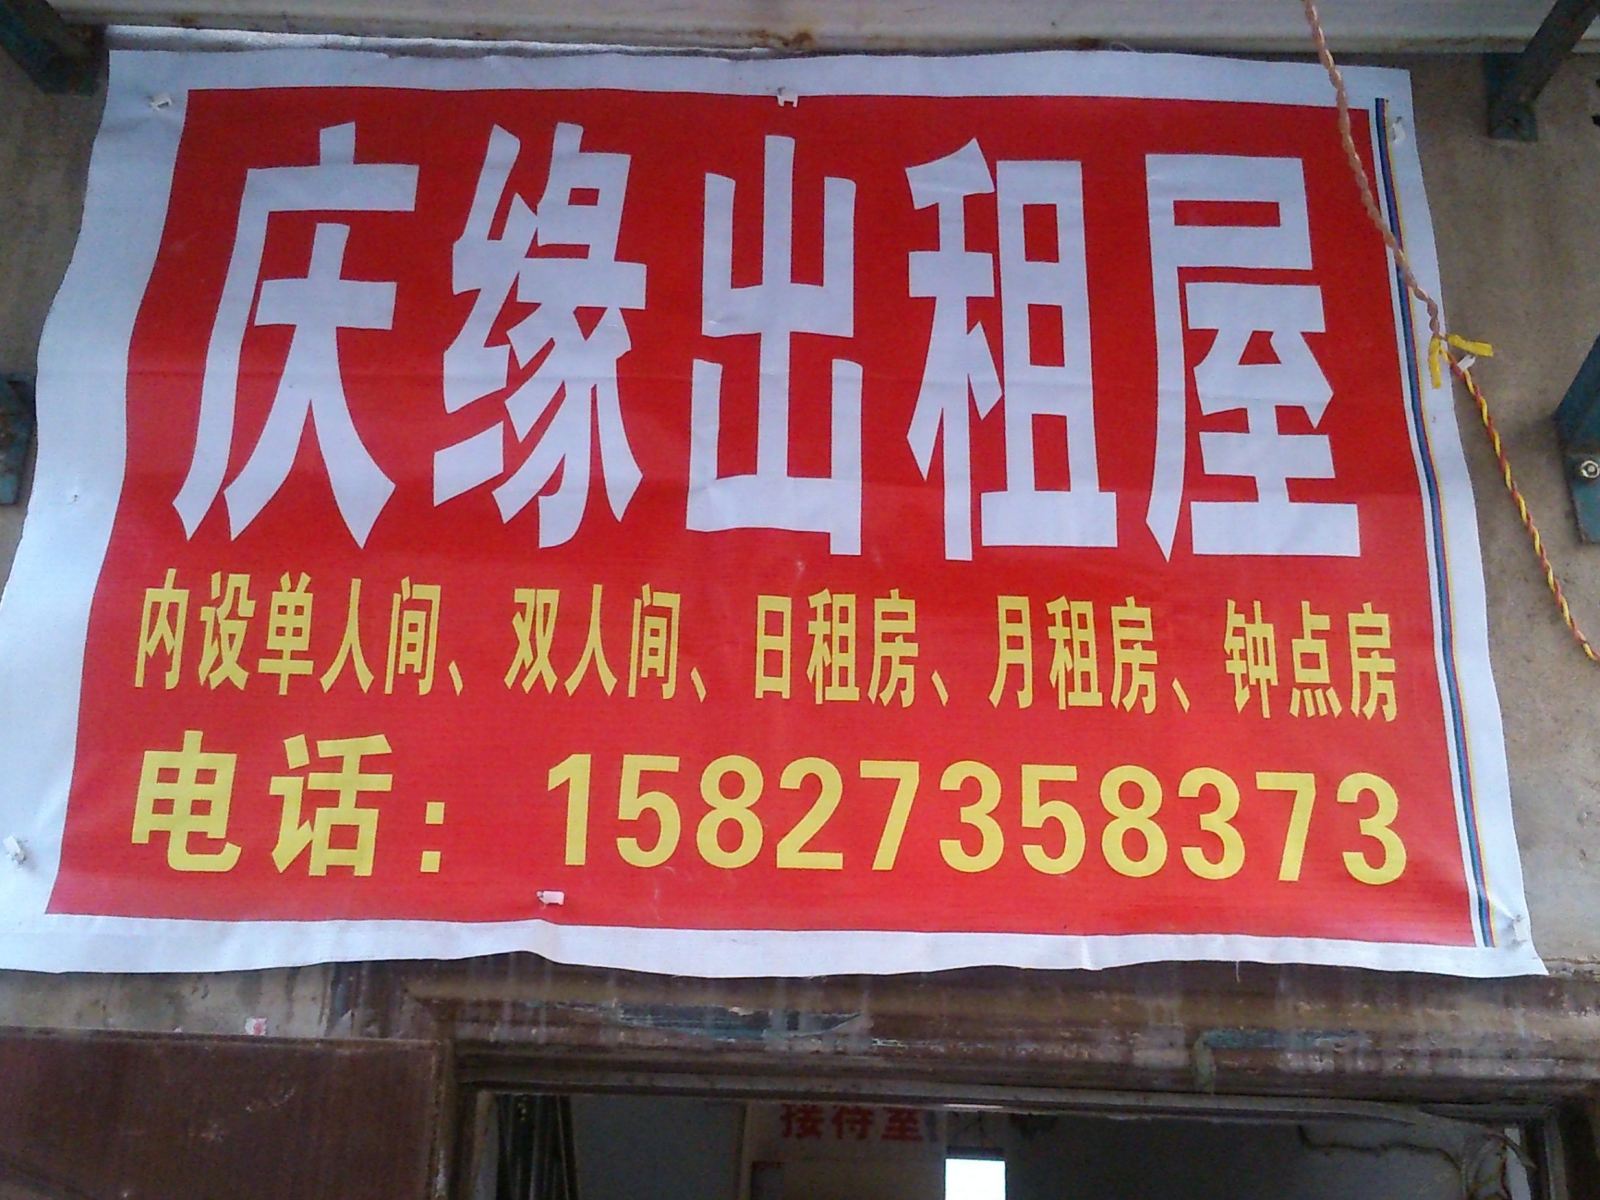 庆缘出租屋
内设单人间、双人间、日租房、月租房、钟点房
电话：15827358373
接待室